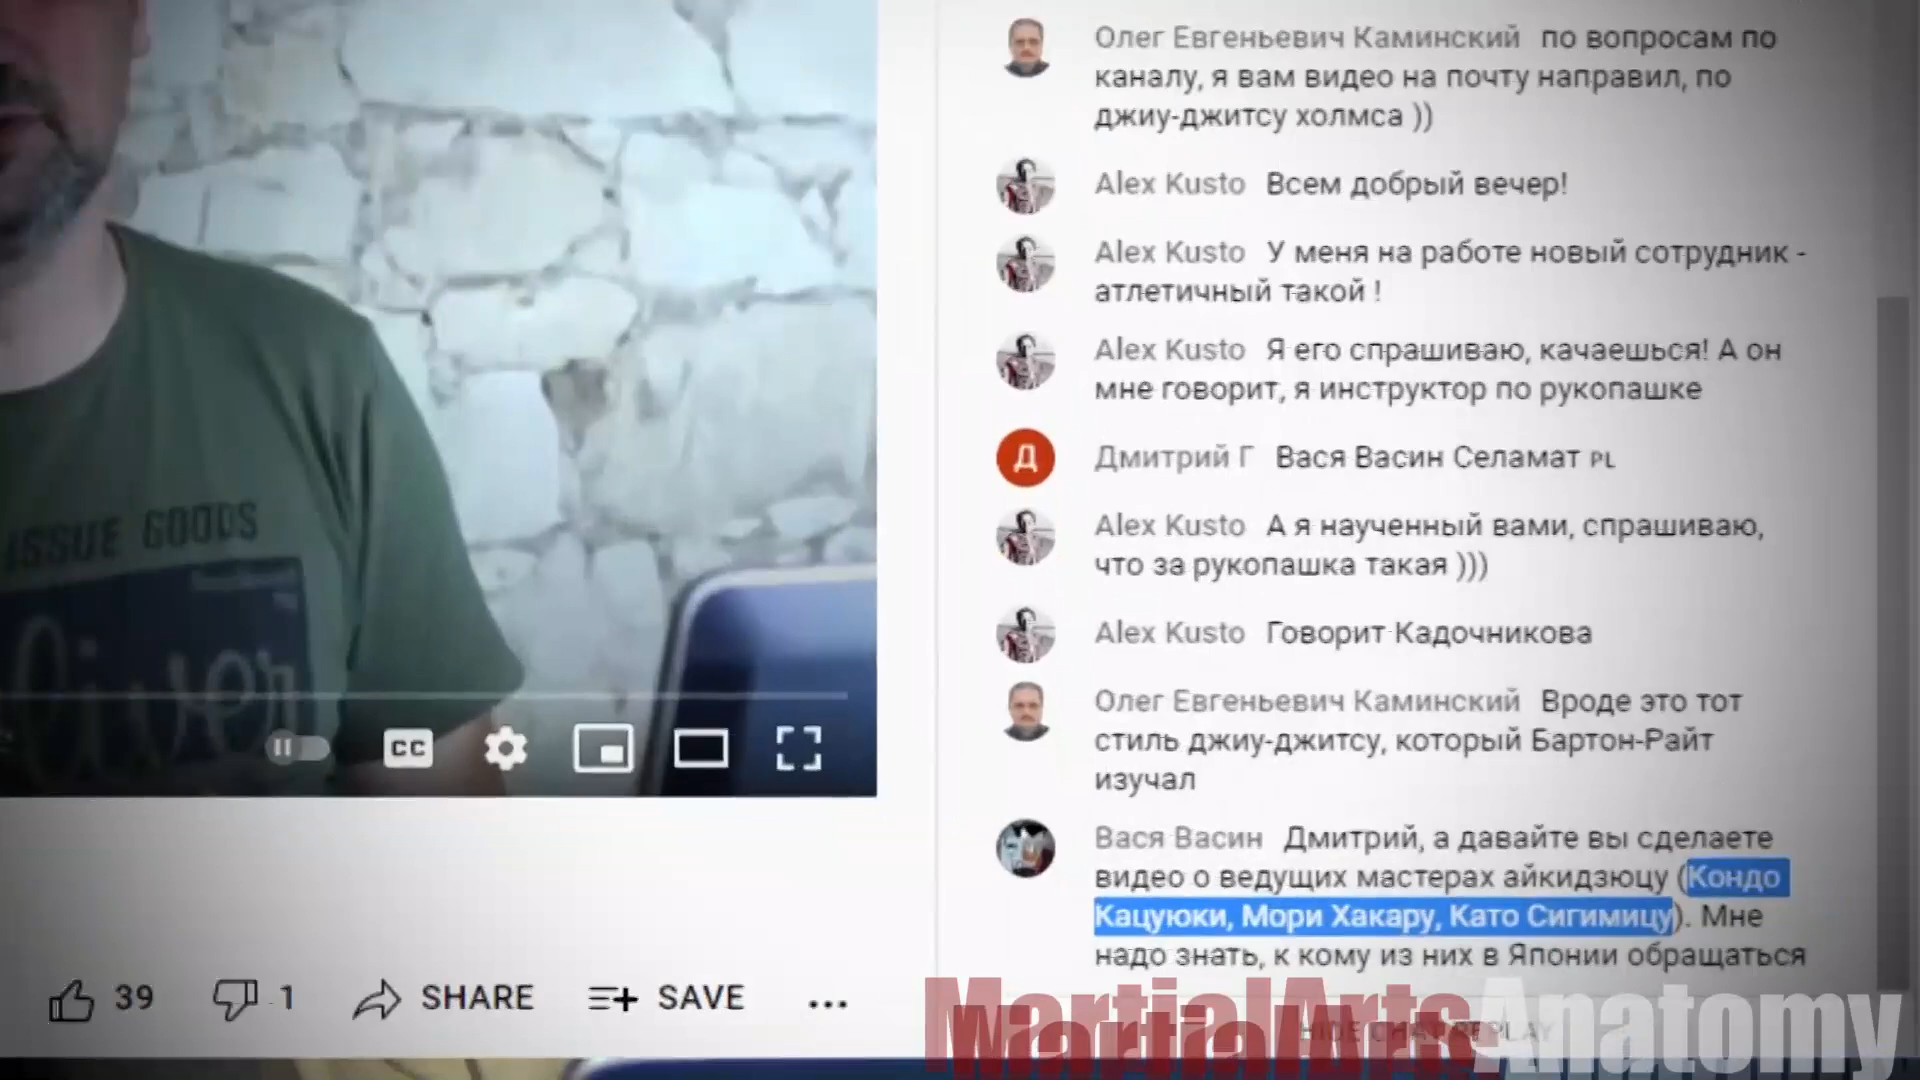 Олег Евгеньевич Каминский по вопросам по
каналу, я вам видео на почту направил, по
джиу-джитсу холмса ))
Alex Kusto Всем добрый вечер!
Alex Kusto У меня на работе новый сотрудник -
атлетичный такой !
Alex Kusto Я его спрашиваю, качаешься! А он
мне говорит, я инструктор по рукопашке
Д
Дмитрий Г Вася Васин Селамат PL
Alex Kusto А я наученный вами, спрашиваю,
что за рукопашка такая )))
Alex Kusto Говорит Кадочникова
Олег Евгеньевич Каминский Вроде это тот
стиль джиу-джитсу, который Бартон-Райт
изучал
Вася Васин Дмитрий, а давайте вы сделаете
видео о ведущих мастерах айкидзюцу (Кондо
Кацуюки, Мори Хакару, Като Сигимицу). Мне
надо знать, к кому из них в Японии обращаться
HIDE CHAT REPLAY
ISSUE GOODS
CC
39 1 SHARE SAVE ...
MartialArtsAnatomy